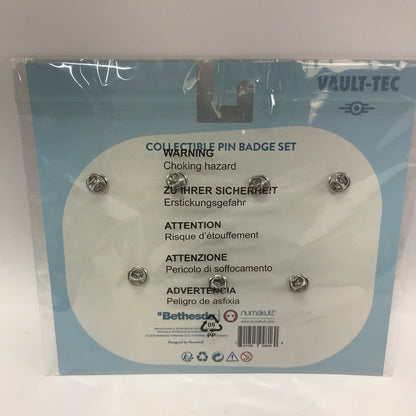 VAULT-TEC
COLLECTIBLE PIN BADGE SET
WARNING
Choking hazard
ZU IHRER SICHERHEIT
Erstickungsgefahr
ATTENTION
Risque d'étouffement
ATTENZIONE
Pericolo di soffocamento
ADVERTENCIA
Peligro de asfixia
Bethesda
numskull
05
PP
Designed by Numskull